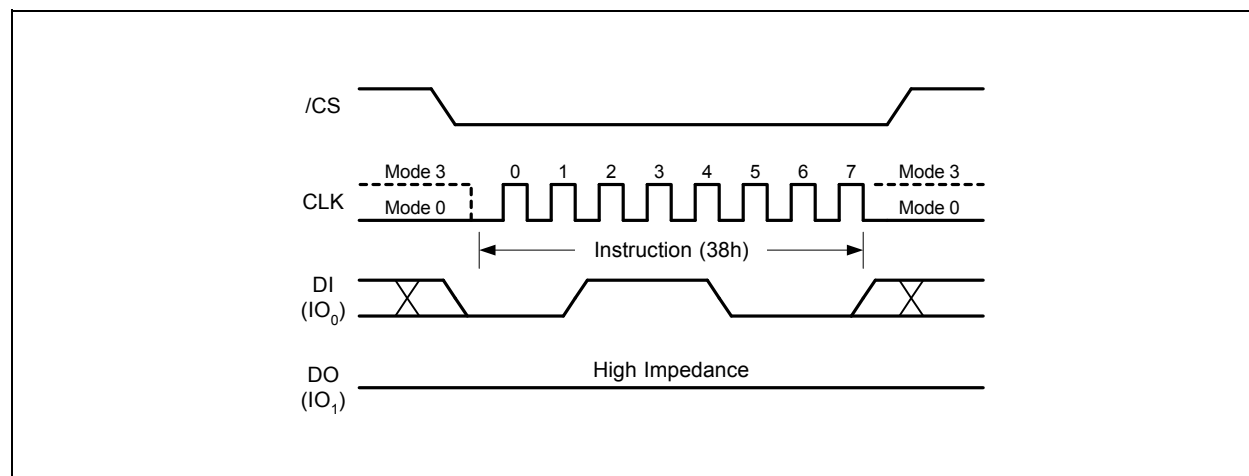 /CS
Mode 3 0 1 2 3 4 5 6 7 Mode 3
CLK
Mode 0 Mode 0
Instruction (38h)
DI
(IO0)
High Impedance
DO
(IO1)